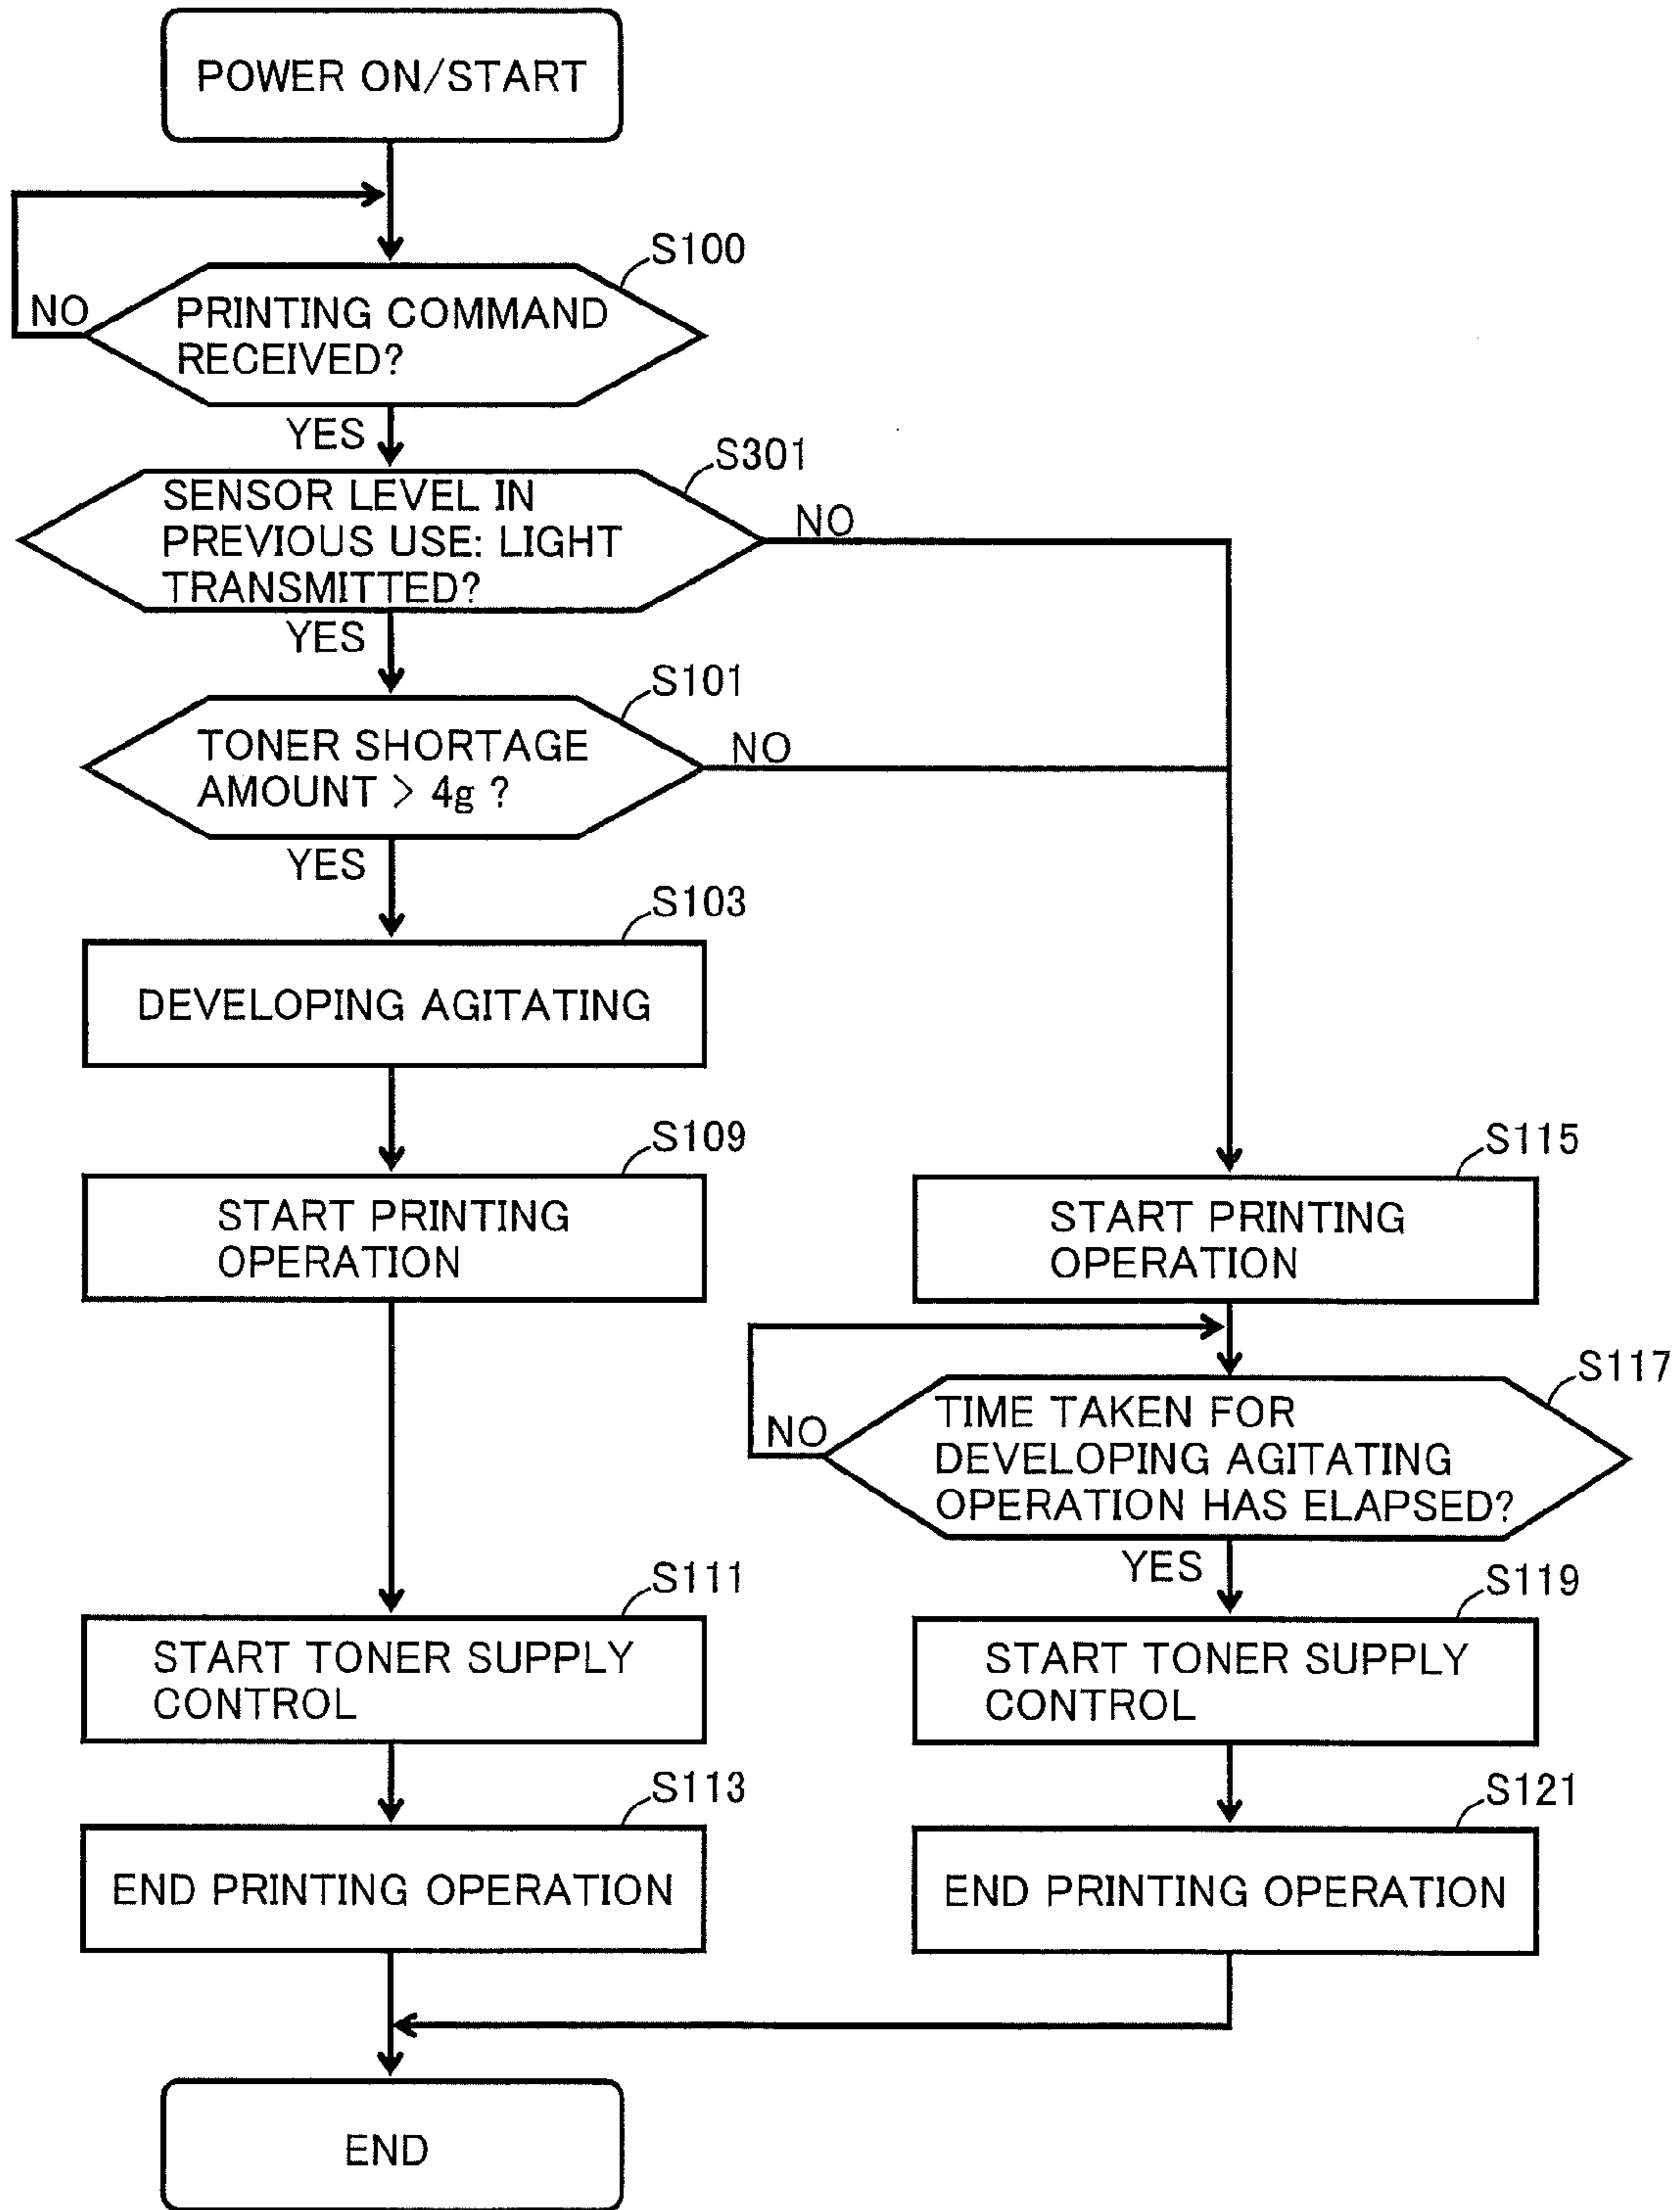 POWER ON/START
S100
NO
PRINTING COMMAND
RECEIVED?
YES
S301
SENSOR LEVEL IN
PREVIOUS USE: LIGHT
TRANSMITTED?
NO
YES
S101
TONER SHORTAGE
AMOUNT > 4g ?
NO
YES
S103
DEVELOPING AGITATING
S109
START PRINTING
OPERATION
S115
START PRINTING
OPERATION
S117
NO
TIME TAKEN FOR
DEVELOPING AGITATING
OPERATION HAS ELAPSED?
YES
S111
START TONER SUPPLY
CONTROL
S119
START TONER SUPPLY
CONTROL
S113
END PRINTING OPERATION
S121
END PRINTING OPERATION
END